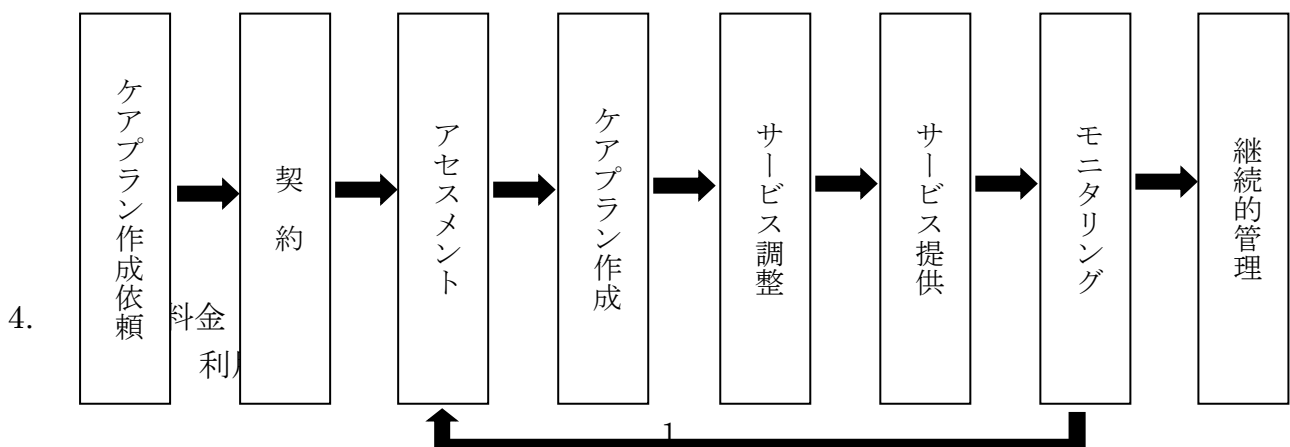 ケアプラン作成依頼
契約
アセスメント
ケアプラン作成
サービス調整
サービス提供
モニタリング
継続的管理
4. 料金
利
1